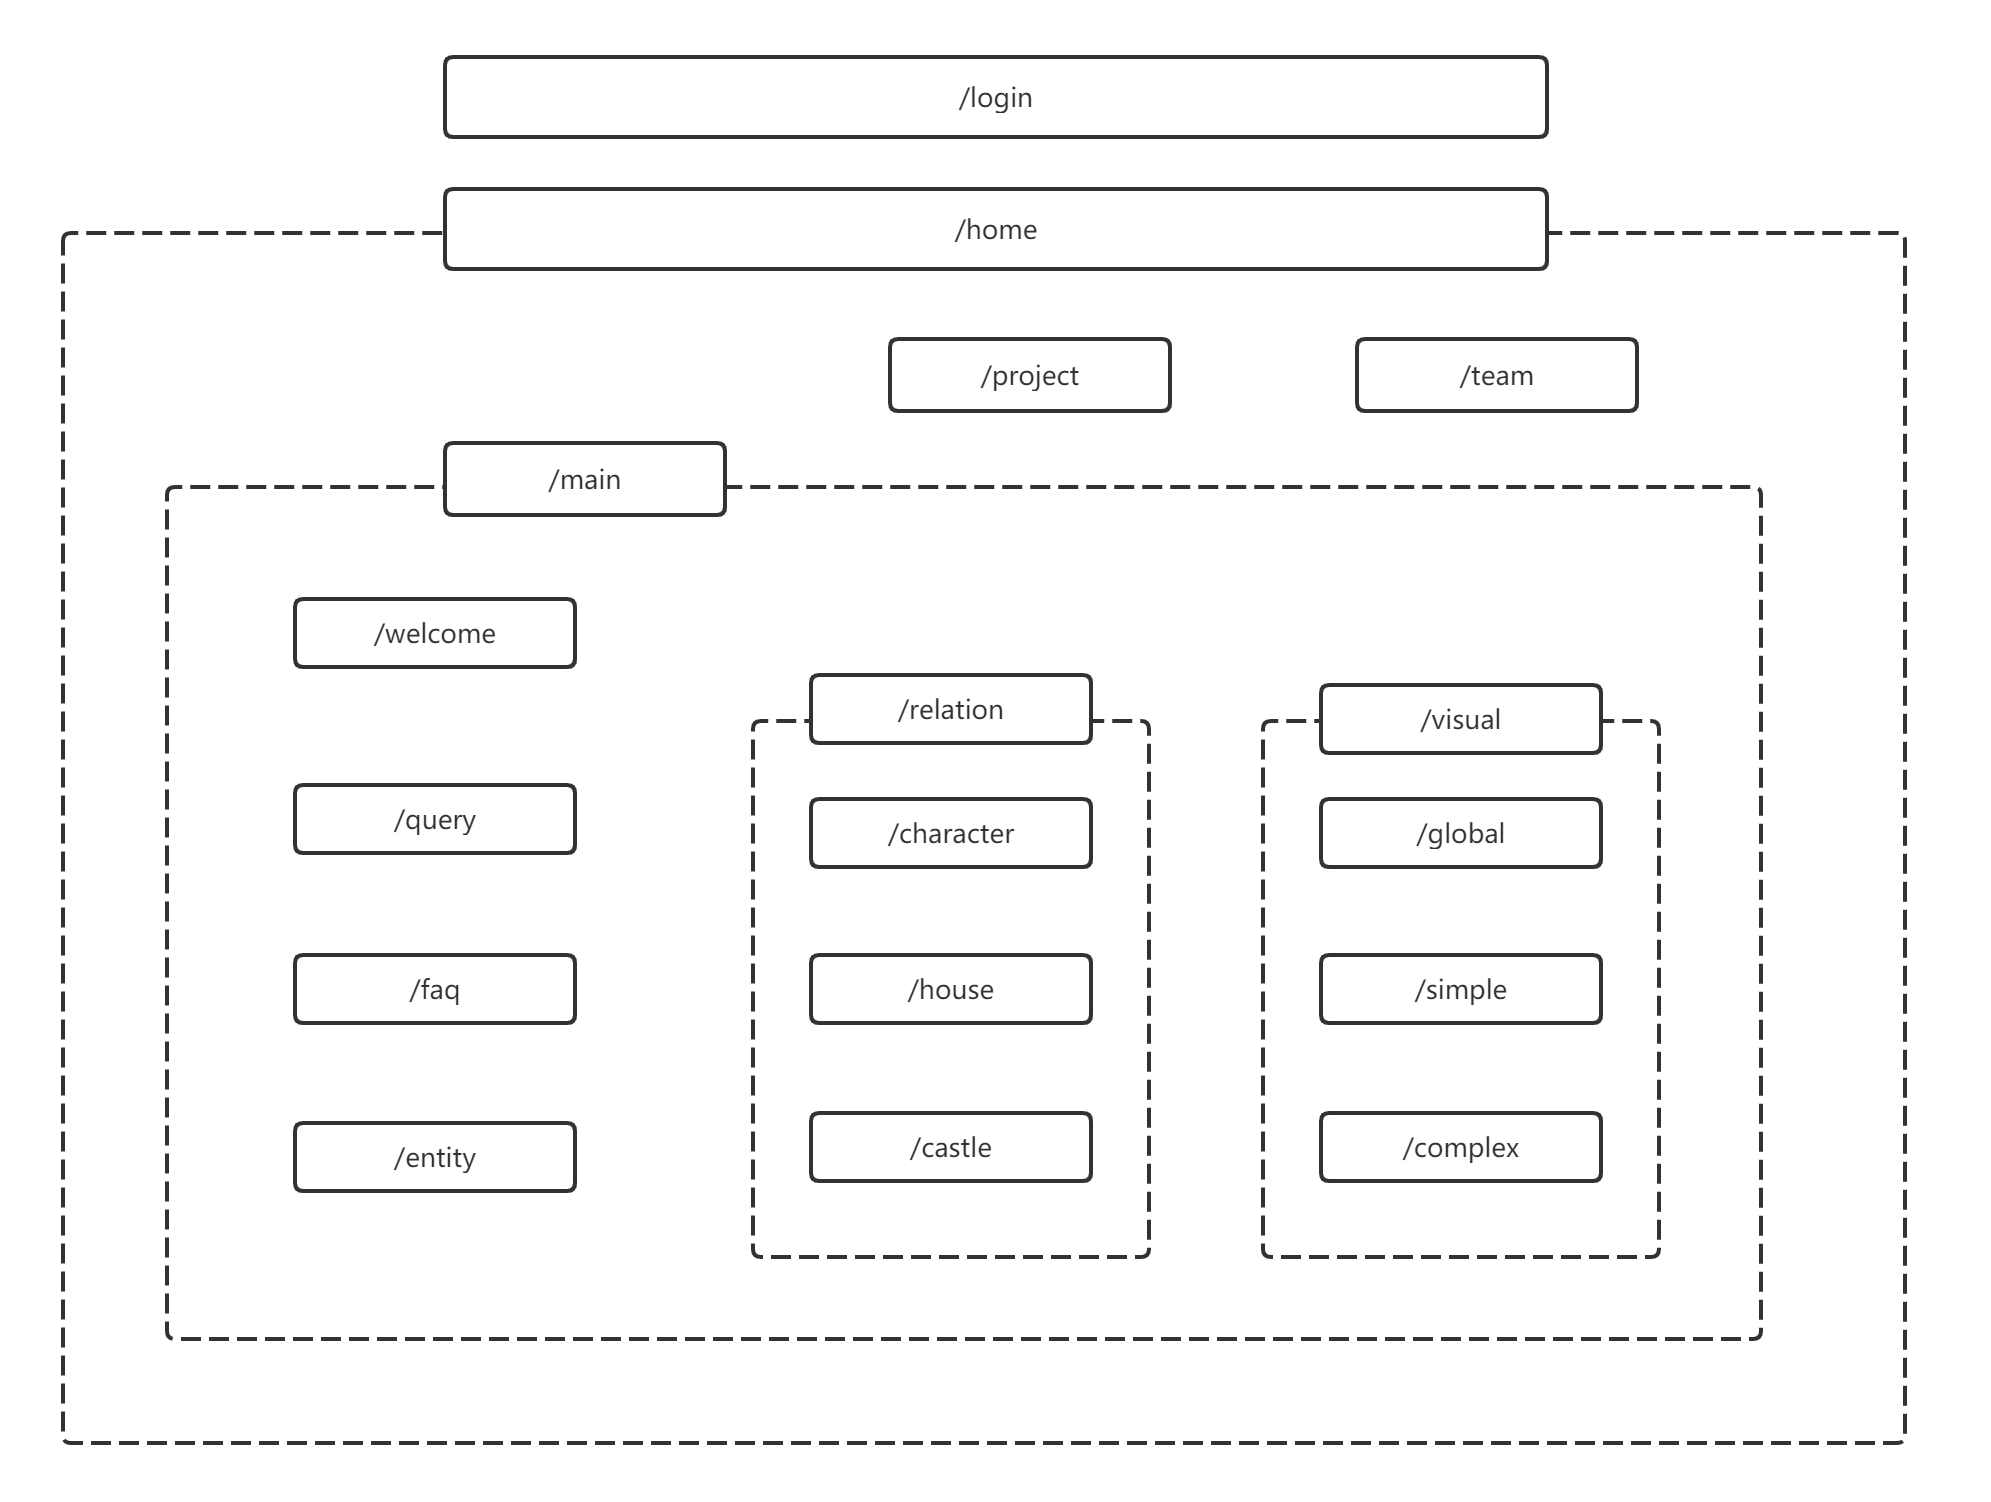 /login
/home
/project
/team
/main
/welcome
/query
/faq
/entity
/relation
/character
/house
/castle
/visual
/global
/simple
/complex